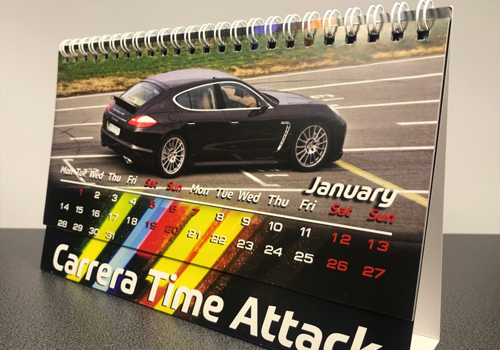 January
Mon Tue Wed Thu Fri Sat Sun Mon Tue Wed Thu Fri Sat Sun
1 2 3 4 5 6 7 8 9 10 11 12 13
14 15 16 17 18 19 20 21 22 23 24 25 26 27
28 29 30 31
Carrera Time Attack